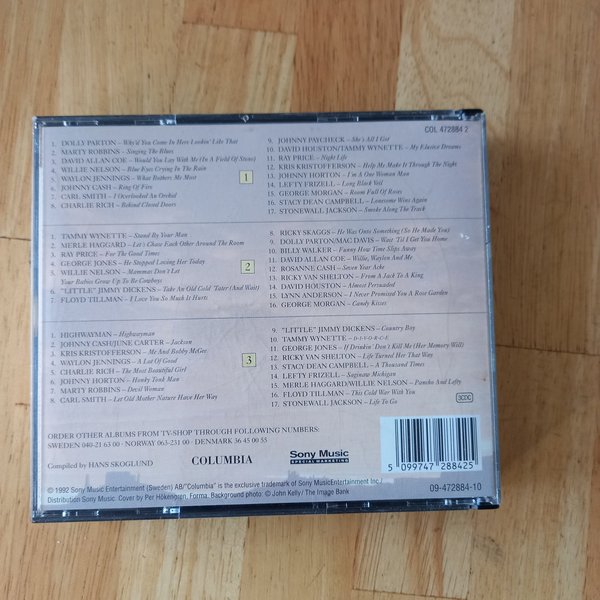 COL 472884 2
1. DOLLY PARTON – Why'd You Come In Here Lookin' Like That
2. MARTY ROBBINS – Singing The Blues
3. DAVID ALLAN COE – Would You Lay With Me (In A Field Of Stone)
4. WILLIE NELSON – Blue Eyes Crying In The Rain
5. WAYLON JENNINGS – What Bothers Me Most
6. JOHNNY CASH – Ring Of Fire
7. CARL SMITH – I Overlooked An Orchid
8. CHARLIE RICH – Behind Closed Doors
1
9. JOHNNY PAYCHECK – She's All I Got
10. DAVID HOUSTON/TAMMY WYNETTE – My Elusive Dreams
11. RAY PRICE – Night Life
12. KRIS KRISTOFFERSON – Help Me Make It Through The Night
13. JOHNNY HORTON – I'm A One Woman Man
14. LEFTY FRIZELL – Long Black Veil
15. GEORGE MORGAN – Room Full Of Roses
16. STACY DEAN CAMPBELL – Lonesome Wins Again
17. STONEWALL JACKSON – Smoke Along The Track
1. TAMMY WYNETTE – Stand By Your Man
2. MERLE HAGGARD – Let's Chase Each Other Around The Room
3. RAY PRICE – For The Good Times
4. GEORGE JONES – He Stopped Loving Her Today
5. WILLIE NELSON – Mammas Don't Let
Your Babies Grow Up To Be Cowboys
6. "LITTLE" JIMMY DICKENS – Take An Old Cold 'Tater (And Wait)
7. FLOYD TILLMAN – I Love You So Much It Hurts
2
8. RICKY SKAGGS – He Was Onto Something (So He Made You)
9. DOLLY PARTON/MAC DAVIS – Wait 'Til I Get You Home
10. BILLY WALKER – Funny How Time Slips Away
11. DAVID ALLAN COE – Willie, Waylon And Me
12. ROSANNE CASH – Seven Year Ache
13. RICKY VAN SHELTON – From A Jack To A King
14. DAVID HOUSTON – Almost Persuaded
15. LYNN ANDERSON – I Never Promised You A Rose Garden
16. GEORGE MORGAN – Candy Kisses
1. HIGHWAYMAN – Highwayman
2. JOHNNY CASH/JUNE CARTER – Jackson
3. KRIS KRISTOFFERSON – Me And Bobby McGee
4. WAYLON JENNINGS – A Lot Of Good
5. CHARLIE RICH – The Most Beautiful Girl
6. JOHNNY HORTON – Honky Tonk Man
7. MARTY ROBBINS – Devil Woman
8. CARL SMITH – Let Old Mother Nature Have Her Way
3
9. "LITTLE" JIMMY DICKENS – Country Boy
10. TAMMY WYNETTE – D-I-V-O-R-C-E
11. GEORGE JONES – If Drinkin' Don't Kill Me (Her Memory Will)
12. RICKY VAN SHELTON – Life Turned Her That Way
13. STACY DEAN CAMPBELL – A Thousand Times
14. LEFTY FRIZELL – Saginaw Michigan
15. MERLE HAGGARD/WILLIE NELSON – Pancho And Lefty
16. FLOYD TILLMAN – This Cold War With You
17. STONEWALL JACKSON – Life To Go
3CDC
ORDER OTHER ALBUMS FROM TV-SHOP THROUGH FOLLOWING NUMBERS:
SWEDEN 040-21 63 00 · NORWAY 063-231 00 · DENMARK 36 45 00 55
Compiled by HANS SKOGLUND
COLUMBIA
Sony Music
SPECIAL MARKETING
5 099747 288425
© 1992 Sony Music Entertainment (Sweden) AB/"Columbia" is the exclusive trademark of Sony MusicEntertainment Inc./
Distribution Sony Music. Cover by Per Hökengren, Forma. Background photo: © John Kelly/The Image Bank
09-472884-10